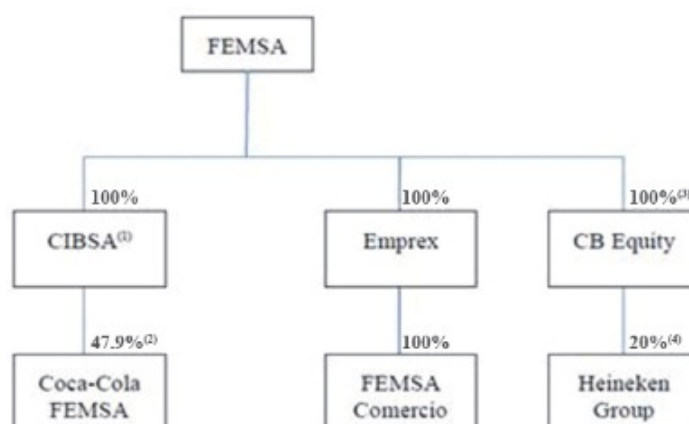 FEMSA
100% 100% 100%⁽³⁾
CIBSA⁽¹⁾ Emprex CB Equity
47.9%⁽²⁾ 100% 20%⁽⁴⁾
Coca-Cola FEMSA Heineken
FEMSA Comercio Group